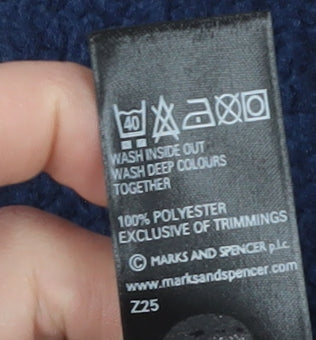 40
WASH INSIDE OUT
WASH DEEP COLOURS
TOGETHER
100% POLYESTER
EXCLUSIVE OF TRIMMINGS
© MARKS AND SPENCER p.l.c.
www.marksandspencer.com
Z25